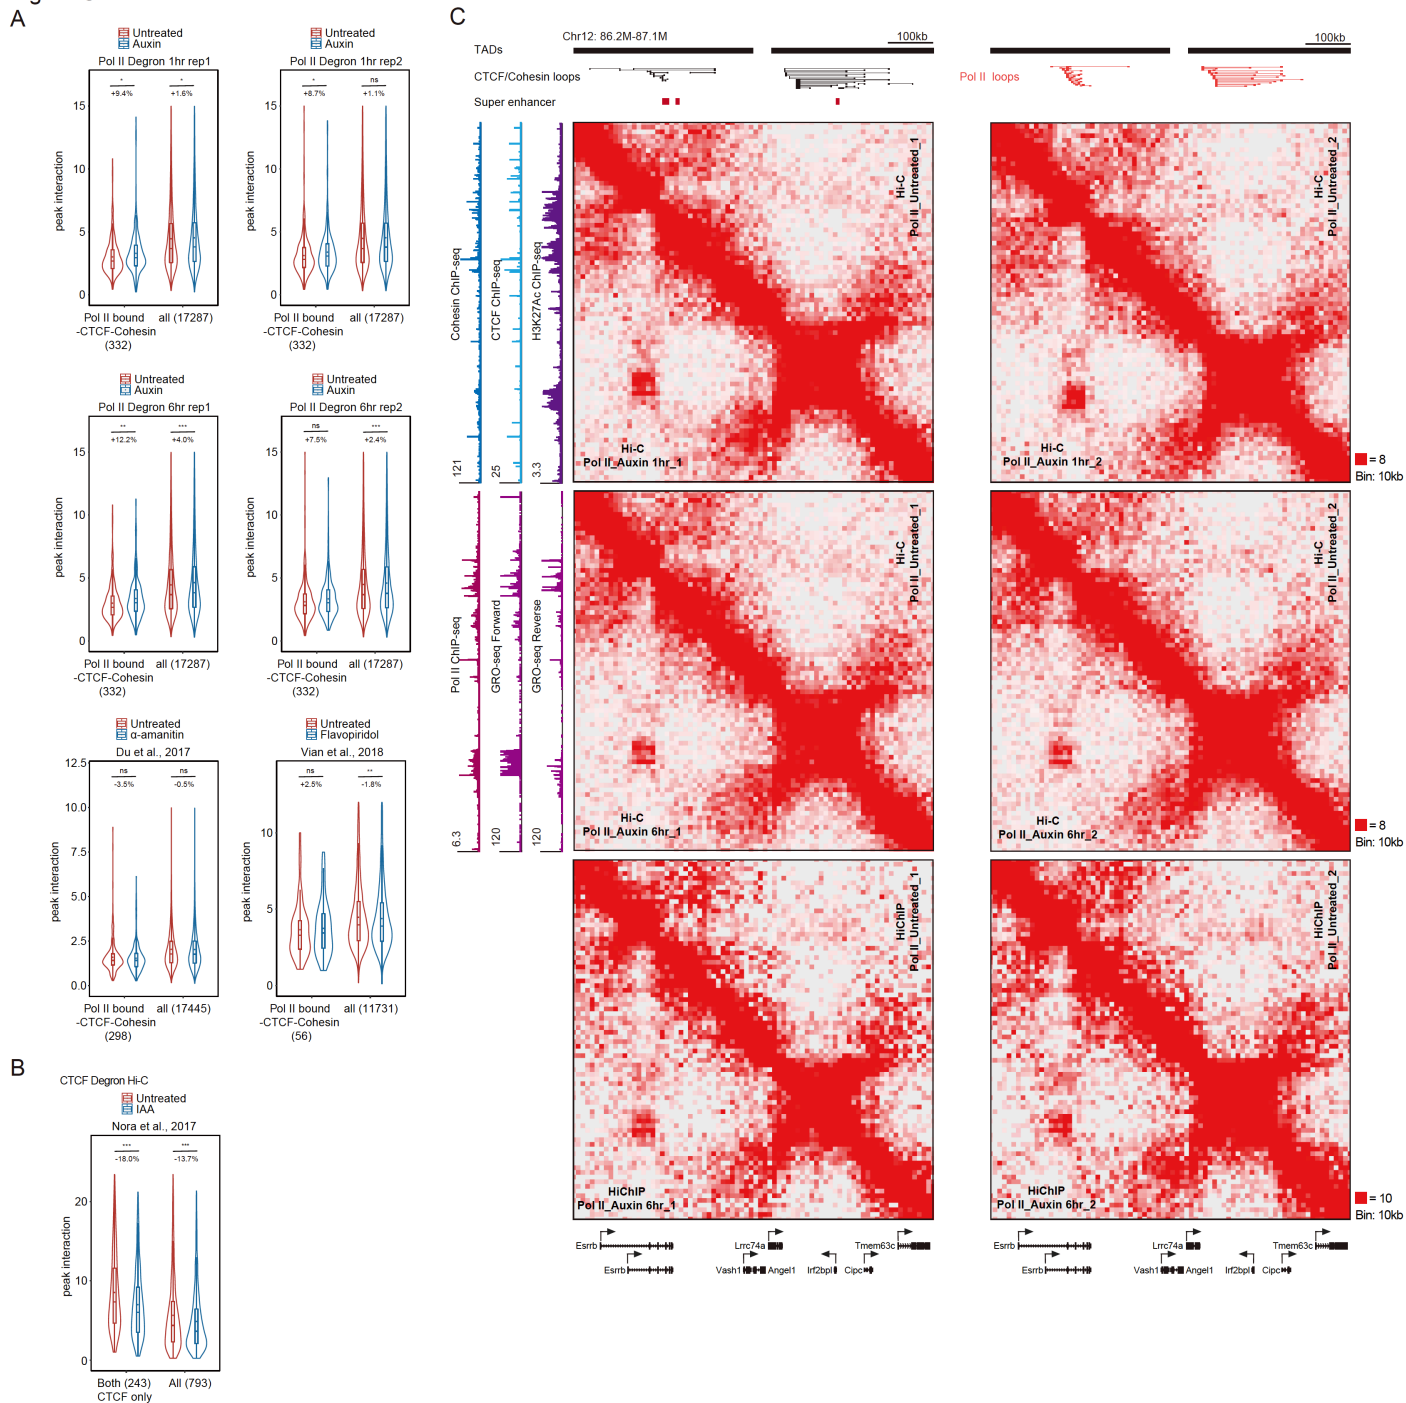 A
Untreated
Auxin
Pol II Degron 1hr rep1
*
+9.4%
*
+1.6%
peak interaction
15
10
5
0
Pol II bound
-CTCF-Cohesin
(332)
all (17287)
Untreated
Auxin
Pol II Degron 1hr rep2
*
+8.7%
ns
+1.1%
peak interaction
15
10
5
0
Pol II bound
-CTCF-Cohesin
(332)
all (17287)
Untreated
Auxin
Pol II Degron 6hr rep1
**
+12.2%
***
+4.0%
peak interaction
15
10
5
0
Pol II bound
-CTCF-Cohesin
(332)
all (17287)
Untreated
Auxin
Pol II Degron 6hr rep2
ns
+7.5%
***
+2.4%
peak interaction
15
10
5
0
Pol II bound
-CTCF-Cohesin
(332)
all (17287)
Untreated
α-amanitin
Du et al., 2017
ns
-3.5%
ns
-0.5%
peak interaction
12.5
10.0
7.5
5.0
2.5
0.0
Pol II bound
-CTCF-Cohesin
(298)
all (17445)
Untreated
Flavopiridol
Vian et al., 2018
ns
+2.5%
**
-1.8%
peak interaction
10
5
0
Pol II bound
-CTCF-Cohesin
(56)
all (11731)
B
CTCF Degron Hi-C
Untreated
IAA
Nora et al., 2017
***
-18.0%
***
-13.7%
peak interaction
20
10
0
Both (243)
CTCF only
All (793)
C
Chr12: 86.2M-87.1M
100kb
100kb
TADs
CTCF/Cohesin loops
Pol II loops
Super enhancer
Cohesin ChIP-seq
121
CTCF ChIP-seq
25
H3K27Ac ChIP-seq
3.3
Hi-C
Pol II_Untreated_1
Hi-C
Pol II_Auxin 1hr_1
Hi-C
Pol II_Untreated_2
Hi-C
Pol II_Auxin 1hr_2
= 8
Bin: 10kb
Pol II ChIP-seq
6.3
GRO-seq Forward
120
GRO-seq Reverse
120
Hi-C
Pol II_Untreated_1
Hi-C
Pol II_Auxin 6hr_1
Hi-C
Pol II_Untreated_2
Hi-C
Pol II_Auxin 6hr_2
= 8
Bin: 10kb
HiChIP
Pol II_Untreated_1
HiChIP
Pol II_Auxin 6hr_1
HiChIP
Pol II_Untreated_2
HiChIP
Pol II_Auxin 6hr_2
= 10
Bin: 10kb
Esrrb Lrrc74a Tmem63c
Esrrb Vash1 Angel1 Irf2bpl Cipc
Esrrb Lrrc74a Tmem63c
Esrrb Vash1 Angel1 Irf2bpl Cipc